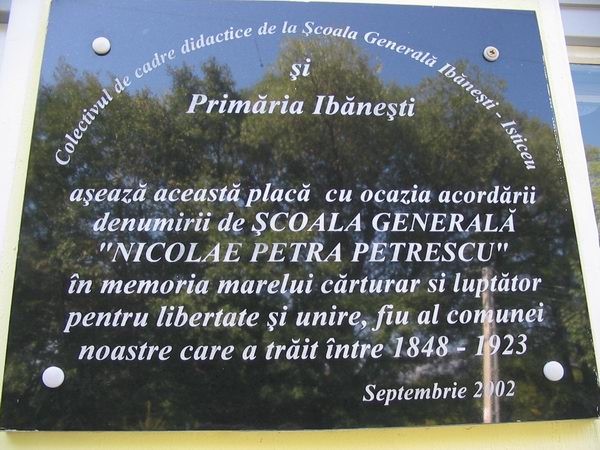 Colectivul de cadre didactice de la Şcoala Generală Ibăneşti - Isticeu
şi
Primăria Ibăneşti
aşează această placă cu ocazia acordării
denumirii de ŞCOALA GENERALĂ
"NICOLAE PETRA PETRESCU"
în memoria marelui cărturar si luptător
pentru libertate şi unire, fiu al comunei
noastre care a trăit între 1848 - 1923
Septembrie 2002